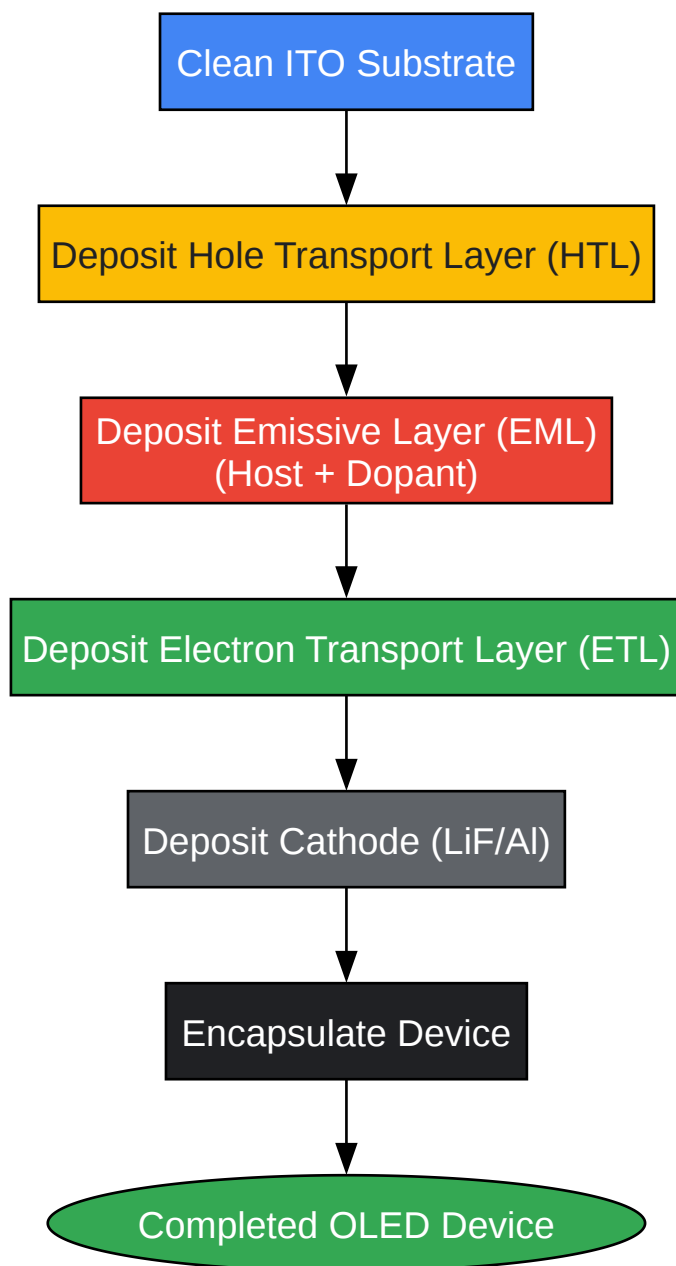 Clean ITO Substrate
Deposit Hole Transport Layer (HTL)
Deposit Emissive Layer (EML)
(Host + Dopant)
Deposit Electron Transport Layer (ETL)
Deposit Cathode (LiF/Al)
Encapsulate Device
Completed OLED Device